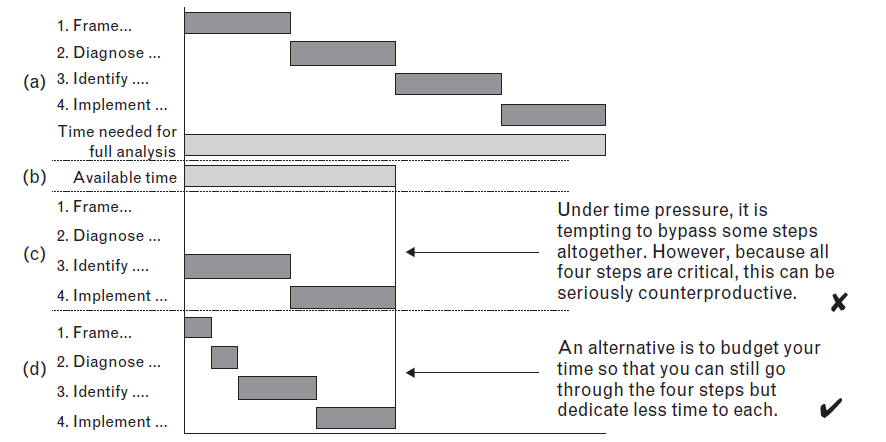 1. Frame...
2. Diagnose ...
(a)
3. Identify ....
4. Implement ...
Time needed for
full analysis
(b) Available time
1. Frame...
2. Diagnose ...
(c)
3. Identify ....
4. Implement ...
Under time pressure, it is
tempting to bypass some steps
altogether. However, because all
four steps are critical, this can be
seriously counterproductive.
✘
1. Frame...
2. Diagnose ...
(d)
3. Identify ....
4. Implement ...
An alternative is to budget your
time so that you can still go
through the four steps but
dedicate less time to each.
✔